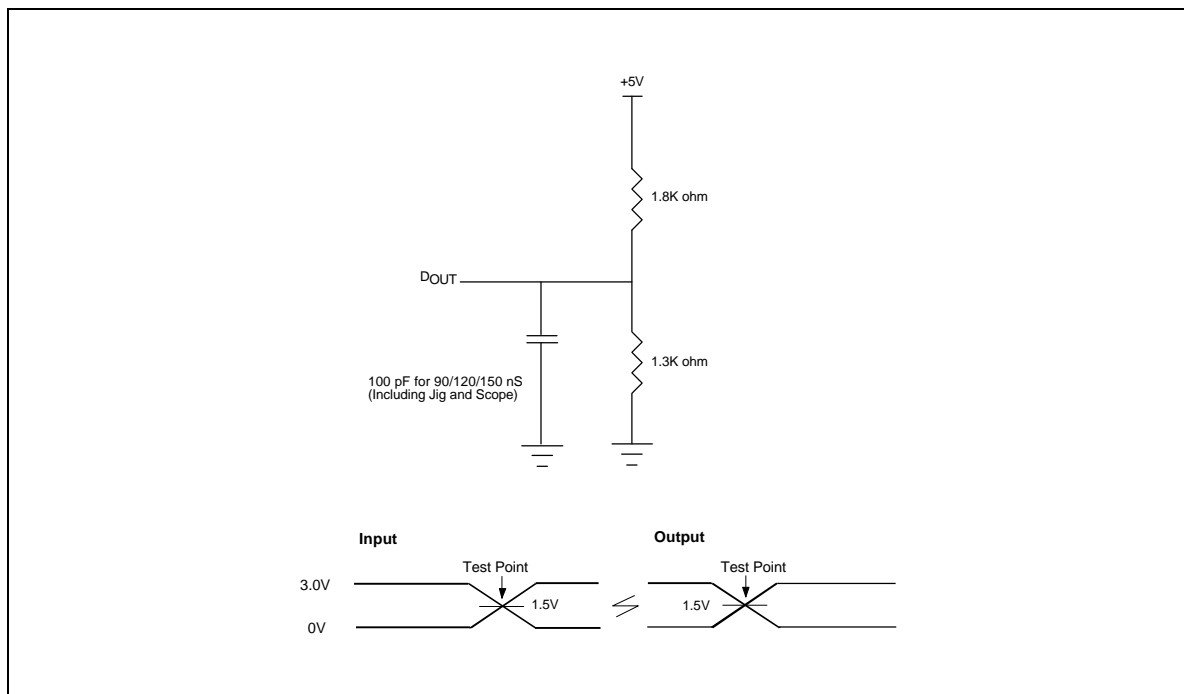 +5V
1.8K ohm
DOUT
1.3K ohm
100 pF for 90/120/150 nS
(Including Jig and Scope)
Input
Output
Test Point
Test Point
3.0V
1.5V
1.5V
0V